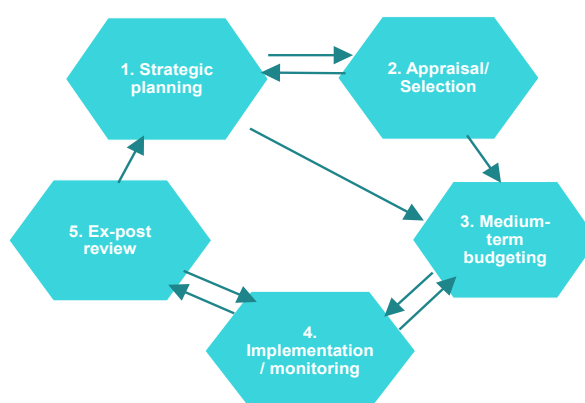 1. Strategic
planning
2. Appraisal/
Selection
3. Medium-
term
budgeting
4.
Implementation
/ monitoring
5. Ex-post
review